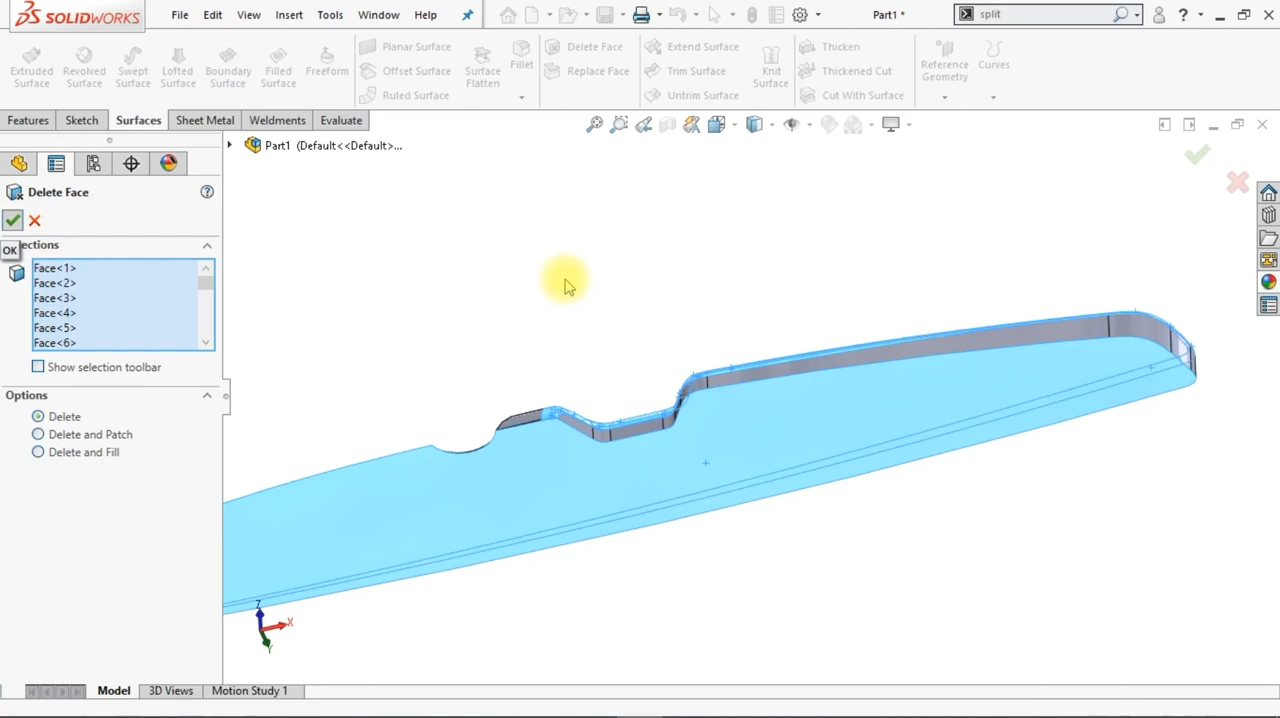 SOLIDWORKS File Edit View Insert Tools Window Help Part1 * split ?
Extruded Surface
Revolved Surface
Swept Surface
Lofted Surface
Boundary Surface
Filled Surface
Freeform
Planar Surface
Offset Surface
Ruled Surface
Surface Flatten
Fillet
Delete Face
Replace Face
Extend Surface
Trim Surface
Untrim Surface
Knit Surface
Thicken
Thickened Cut
Cut With Surface
Reference Geometry
Curves
Features Sketch Surfaces Sheet Metal Weldments Evaluate
Part1 (Default<<Default>...
Delete Face ?
OK
ections
Face<1>
Face<2>
Face<3>
Face<4>
Face<5>
Face<6>
Show selection toolbar
Options
Delete
Delete and Patch
Delete and Fill
Z
X
Y
Model 3D Views Motion Study 1